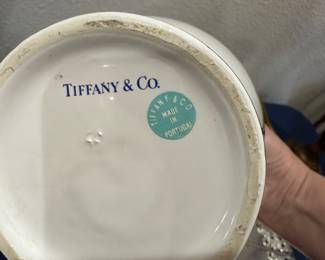 TIFFANY & CO.
TIFFANY & CO
MADE
IN
PORTUGAL